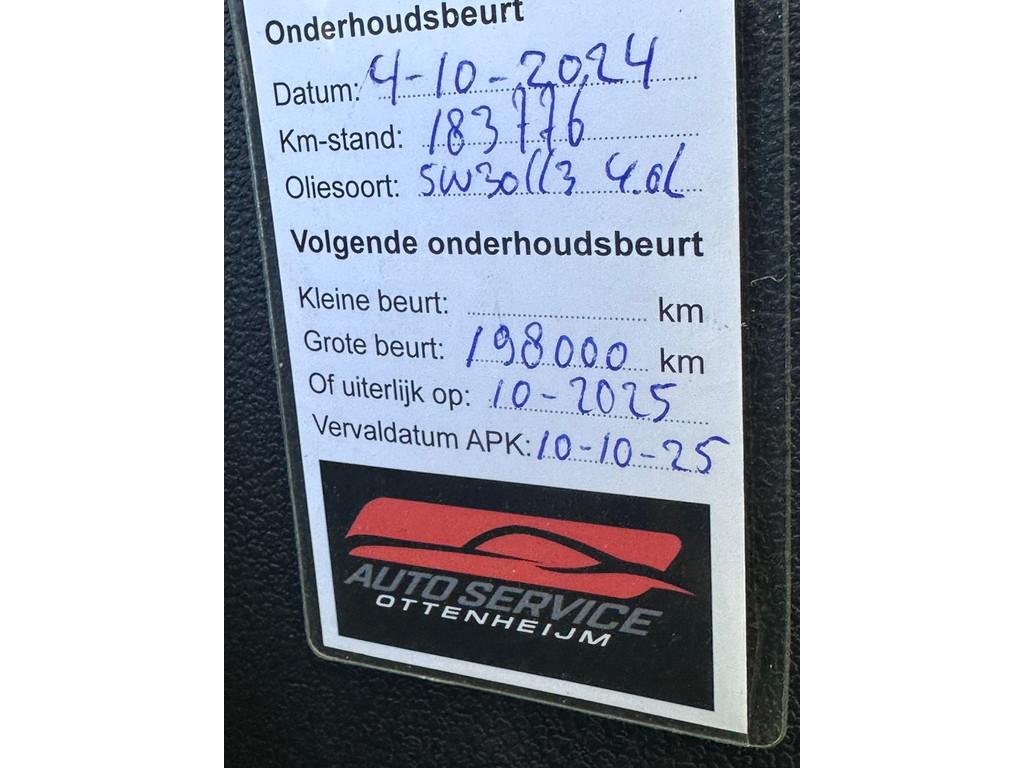 Onderhoudsbeurt
Datum: 4-10-2024
Km-stand: 183776
Oliesoort: 5W30 ll3 4.0L
Volgende onderhoudsbeurt
Kleine beurt: km
Grote beurt: 198000 km
Of uiterlijk op: 10-2025
Vervaldatum APK: 10-10-25
AUTO SERVICE
OTTENHEIJM